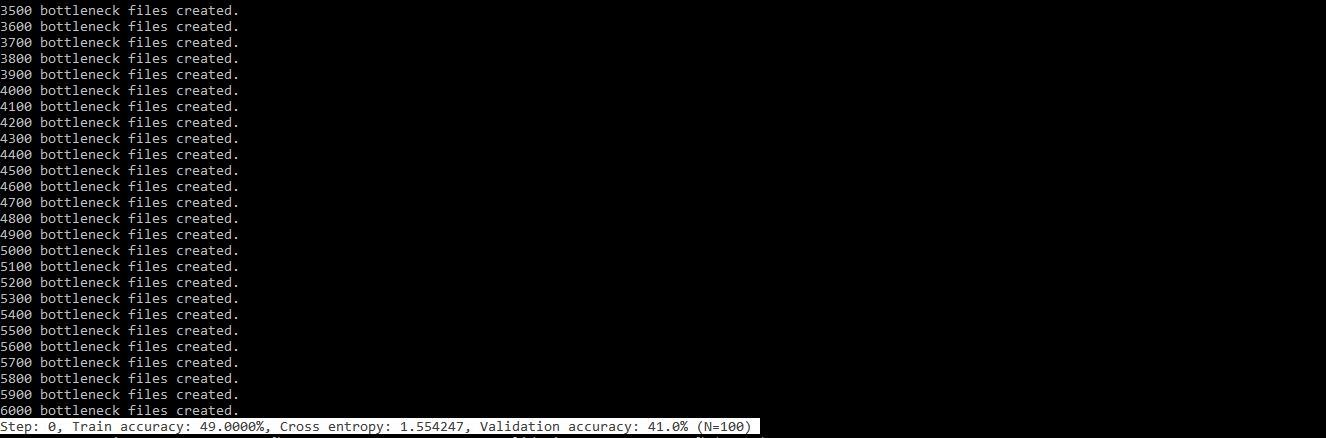 3500 bottleneck files created.
3600 bottleneck files created.
3700 bottleneck files created.
3800 bottleneck files created.
3900 bottleneck files created.
4000 bottleneck files created.
4100 bottleneck files created.
4200 bottleneck files created.
4300 bottleneck files created.
4400 bottleneck files created.
4500 bottleneck files created.
4600 bottleneck files created.
4700 bottleneck files created.
4800 bottleneck files created.
4900 bottleneck files created.
5000 bottleneck files created.
5100 bottleneck files created.
5200 bottleneck files created.
5300 bottleneck files created.
5400 bottleneck files created.
5500 bottleneck files created.
5600 bottleneck files created.
5700 bottleneck files created.
5800 bottleneck files created.
5900 bottleneck files created.
6000 bottleneck files created.
Step: 0, Train accuracy: 49.0000%, Cross entropy: 1.554247, Validation accuracy: 41.0% (N=100)